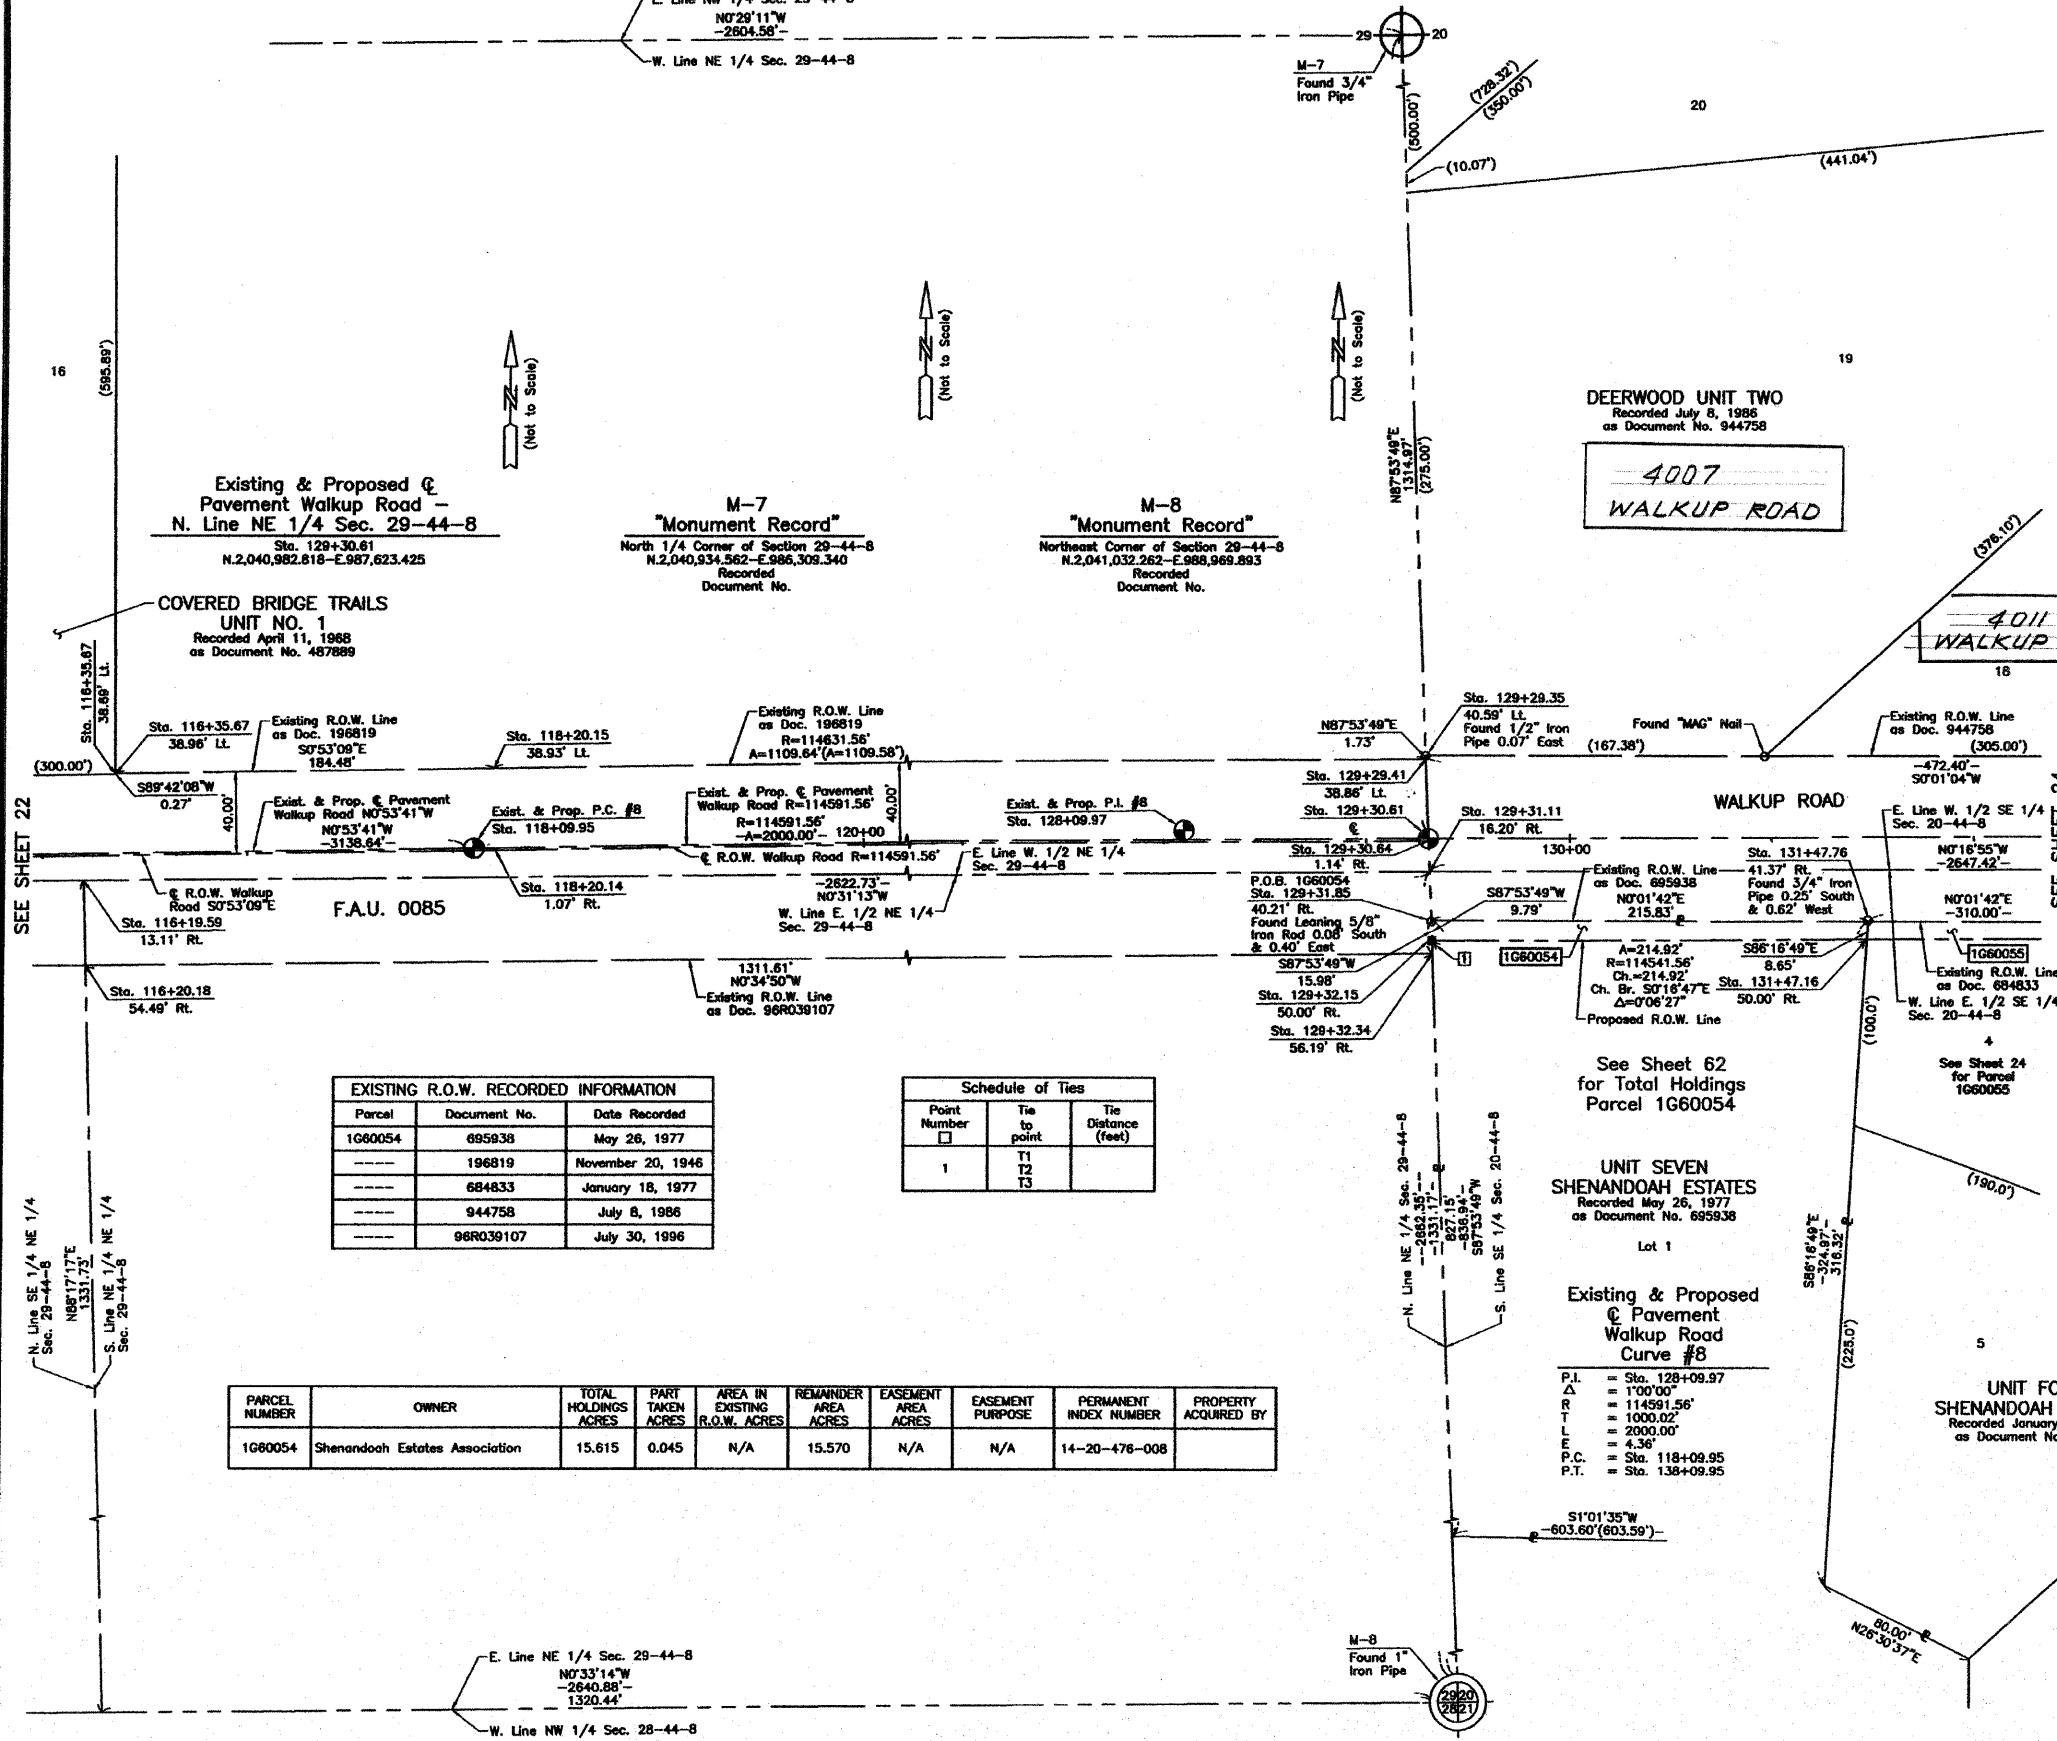 N0°29'11"W
-2604.58'-
W. Line NE 1/4 Sec. 29-44-8
29
20
M-7
Found 3/4"
Iron Pipe
(500.00')
(728.32')
(350.00')
20
(10.07')
(441.04')
16
(595.89')
(Not to Scale)
(Not to Scale)
(Not to Scale)
19
DEERWOOD UNIT TWO
Recorded July 8, 1986
as Document No. 944758
4007
WALKUP ROAD
N87°53'49"E
1314.97'
(275.00')
Existing & Proposed ℄
Pavement Walkup Road -
N. Line NE 1/4 Sec. 29-44-8
Sta. 129+30.61
N.2,040,982.818-E.987,623.425
M-7
"Monument Record"
North 1/4 Corner of Section 29-44-8
N.2,040,934.562-E.986,309.340
Recorded
Document No.
M-8
"Monument Record"
Northeast Corner of Section 29-44-8
N.2,041,032.262-E.988,969.893
Recorded
Document No.
(376.10')
4011
WALKUP
18
COVERED BRIDGE TRAILS
UNIT NO. 1
Recorded April 11, 1968
as Document No. 487889
Sta. 116+35.67
38.69' Lt.
Sta. 116+35.67
38.96' Lt.
Existing R.O.W. Line
as Doc. 196819
S0°53'09"E
184.48'
Sta. 118+20.15
38.93' Lt.
Existing R.O.W. Line
as Doc. 196819
R=114631.56'
A=1109.64'(A=1109.58')
N87°53'49"E
1.73'
Sta. 129+29.35
40.59' Lt.
Found 1/2" Iron
Pipe 0.07' East
(167.38')
Found "MAG" Nail
Existing R.O.W. Line
as Doc. 944758
(305.00')
-472.40'-
S0°01'04"W
(300.00')
S89°42'08"W
0.27'
40.00'
Exist. & Prop. ℄ Pavement
Walkup Road N0°53'41"W
N0°53'41"W
-3138.64'-
Exist. & Prop. P.C. #8
Sta. 118+09.95
Exist. & Prop. ℄ Pavement
Walkup Road R=114591.56'
R=114591.56'
-A=2000.00'-
120+00
40.00'
Exist. & Prop. P.I. #8
Sta. 128+09.97
Sta. 129+29.41
38.86' Lt.
Sta. 129+30.61
℄
Sta. 129+30.64
1.14' Rt.
Sta. 129+31.11
16.20' Rt.
130+00
WALKUP ROAD
E. Line W. 1/2 SE 1/4
Sec. 20-44-8
N0°16'55"W
-2647.42'-
SEE SHEET 22
℄ R.O.W. Walkup
Road S0°53'09"E
℄ R.O.W. Walkup Road R=114591.56'
Sta. 118+20.14
1.07' Rt.
F.A.U. 0085
E. Line W. 1/2 NE 1/4
Sec. 29-44-8
-2622.73'-
N0°31'13"W
W. Line E. 1/2 NE 1/4
Sec. 29-44-8
P.O.B. 1G60054
Sta. 129+31.85
40.21' Rt.
Found Leaning 5/8"
Iron Rod 0.08' South
& 0.40' East
S87°53'49"W
9.79'
Existing R.O.W. Line
as Doc. 695938
N0°01'42"E
215.83'
Sta. 131+47.76
41.37' Rt.
Found 3/4" Iron
Pipe 0.25' South
& 0.62' West
N0°01'42"E
-310.00'-
Sta. 116+19.59
13.11' Rt.
Sta. 116+20.18
54.49' Rt.
1311.61'
N0°34'50"W
Existing R.O.W. Line
as Doc. 96R039107
S87°53'49"W
15.98'
Sta. 129+32.15
50.00' Rt.
Sta. 129+32.34
56.19' Rt.
1
1G60054
A=214.92'
R=114541.56'
Ch.=214.92'
Ch. Br. S0°16'47"E
Δ=0°06'27"
Proposed R.O.W. Line
S86°16'49"E
8.65'
Sta. 131+47.16
50.00' Rt.
1G60055
Existing R.O.W. Line
as Doc. 684833
W. Line E. 1/2 SE 1/4
Sec. 20-44-8
(100.0')
4
See Sheet 24
for Parcel
1G60055
See Sheet 62
for Total Holdings
Parcel 1G60054
EXISTING R.O.W. RECORDED INFORMATION
Parcel Document No. Date Recorded
1G60054 695938 May 26, 1977
---- 196819 November 20, 1946
---- 684833 January 18, 1977
---- 944758 July 8, 1986
---- 96R039107 July 30, 1996
Schedule of Ties
Point Number □ Tie to point Tie Distance (feet)
1 T1
T2
T3
N. Line NE 1/4 Sec. 29-44-8
--2662.35'--
-1331.17'-
827.15'
-836.94'-
S87°53'49"W
S. Line SE 1/4 Sec. 20-44-8
UNIT SEVEN
SHENANDOAH ESTATES
Recorded May 26, 1977
as Document No. 695938
Lot 1
(190.0')
S86°16'49"E
-324.97'-
316.32'
(225.0')
N. Line SE 1/4 NE 1/4
Sec. 29-44-8
N88°17'17"E
1331.73'
S. Line NE 1/4 NE 1/4
Sec. 29-44-8
Existing & Proposed
℄ Pavement
Walkup Road
Curve #8
P.I. = Sta. 128+09.97
Δ = 1°00'00"
R = 114591.56'
T = 1000.02'
L = 2000.00'
E = 4.36'
P.C. = Sta. 118+09.95
P.T. = Sta. 138+09.95
5
UNIT FO
SHENANDOAH
Recorded January
as Document No
PARCEL NUMBER OWNER TOTAL HOLDINGS ACRES PART TAKEN ACRES AREA IN EXISTING R.O.W. ACRES REMAINDER AREA ACRES EASEMENT AREA ACRES EASEMENT PURPOSE PERMANENT INDEX NUMBER PROPERTY ACQUIRED BY
1G60054 Shenandoah Estates Association 15.615 0.045 N/A 15.570 N/A N/A 14-20-476-008
S1°01'35"W
-603.60'(603.59')-
80.00'
N26°30'37"E
E. Line NE 1/4 Sec. 29-44-8
N0°33'14"W
-2640.88'-
1320.44'
W. Line NW 1/4 Sec. 28-44-8
M-8
Found 1"
Iron Pipe
29 20
28 21